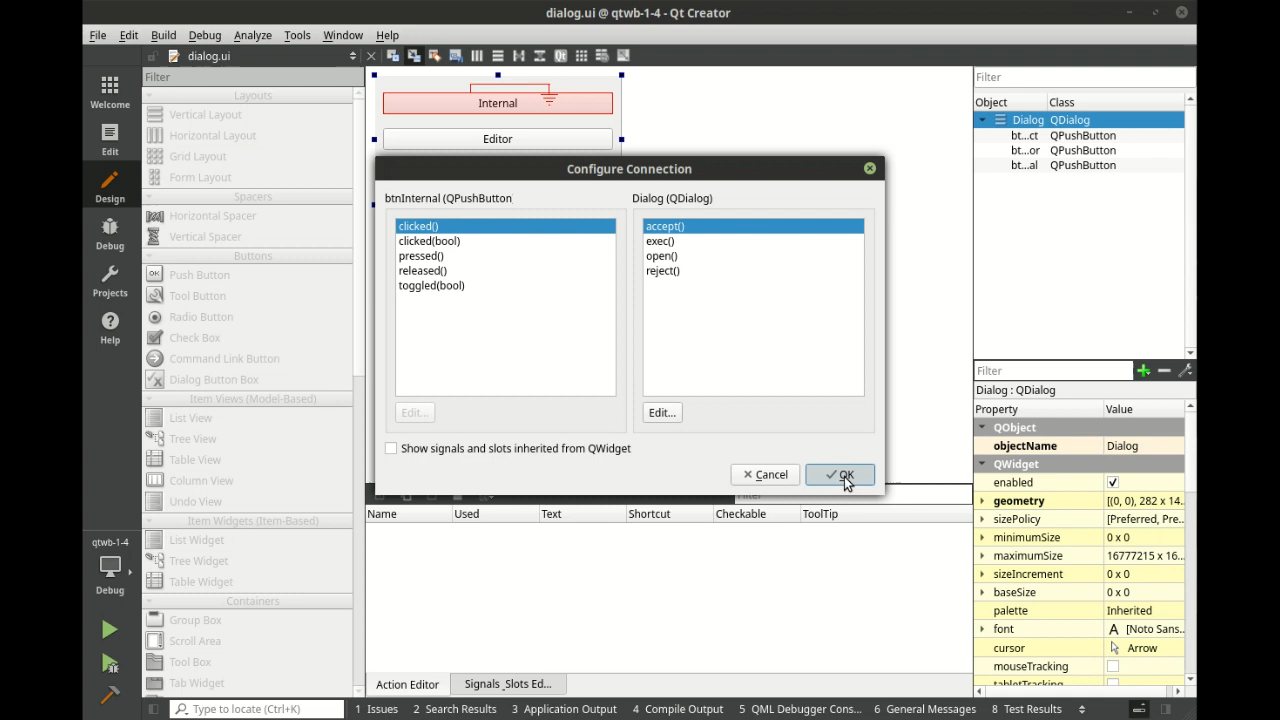 dialog.ui @ qtwb-1-4 - Qt Creator
File Edit Build Debug Analyze Tools Window Help
dialog.ui
Welcome
Edit
Design
Debug
Projects
Help
qtwb-1-4
Debug
Filter
Layouts
Vertical Layout
Horizontal Layout
Grid Layout
Form Layout
Spacers
Horizontal Spacer
Vertical Spacer
Buttons
Push Button
Tool Button
Radio Button
Check Box
Command Link Button
Dialog Button Box
Item Views (Model-Based)
List View
Tree View
Table View
Column View
Undo View
Item Widgets (Item-Based)
List Widget
Tree Widget
Table Widget
Containers
Group Box
Scroll Area
Tool Box
Tab Widget
Internal
Editor
Configure Connection
btnInternal (QPushButton
clicked()
clicked(bool)
pressed()
released()
toggled(bool)
Edit...
Dialog (QDialog)
accept()
exec()
open()
reject()
Edit...
Show signals and slots inherited from QWidget
Cancel OK
Name Used Text Shortcut Checkable ToolTip
Action Editor Signals _Slots Ed...
Filter
Object Class
Dialog QDialog
bt...ct QPushButton
bt...or QPushButton
bt...al QPushButton
Filter
Dialog : QDialog
Property Value
QObject
objectName Dialog
QWidget
enabled
geometry [(0, 0), 282 x 14...
sizePolicy [Preferred, Pre...
minimumSize 0 x 0
maximumSize 16777215 x 16...
sizeIncrement 0 x 0
baseSize 0 x 0
palette Inherited
font A [Noto Sans...
cursor Arrow
mouseTracking
Type to locate (Ctrl+K) 1 Issues 2 Search Results 3 Application Output 4 Compile Output 5 QML Debugger Cons... 6 General Messages 8 Test Results